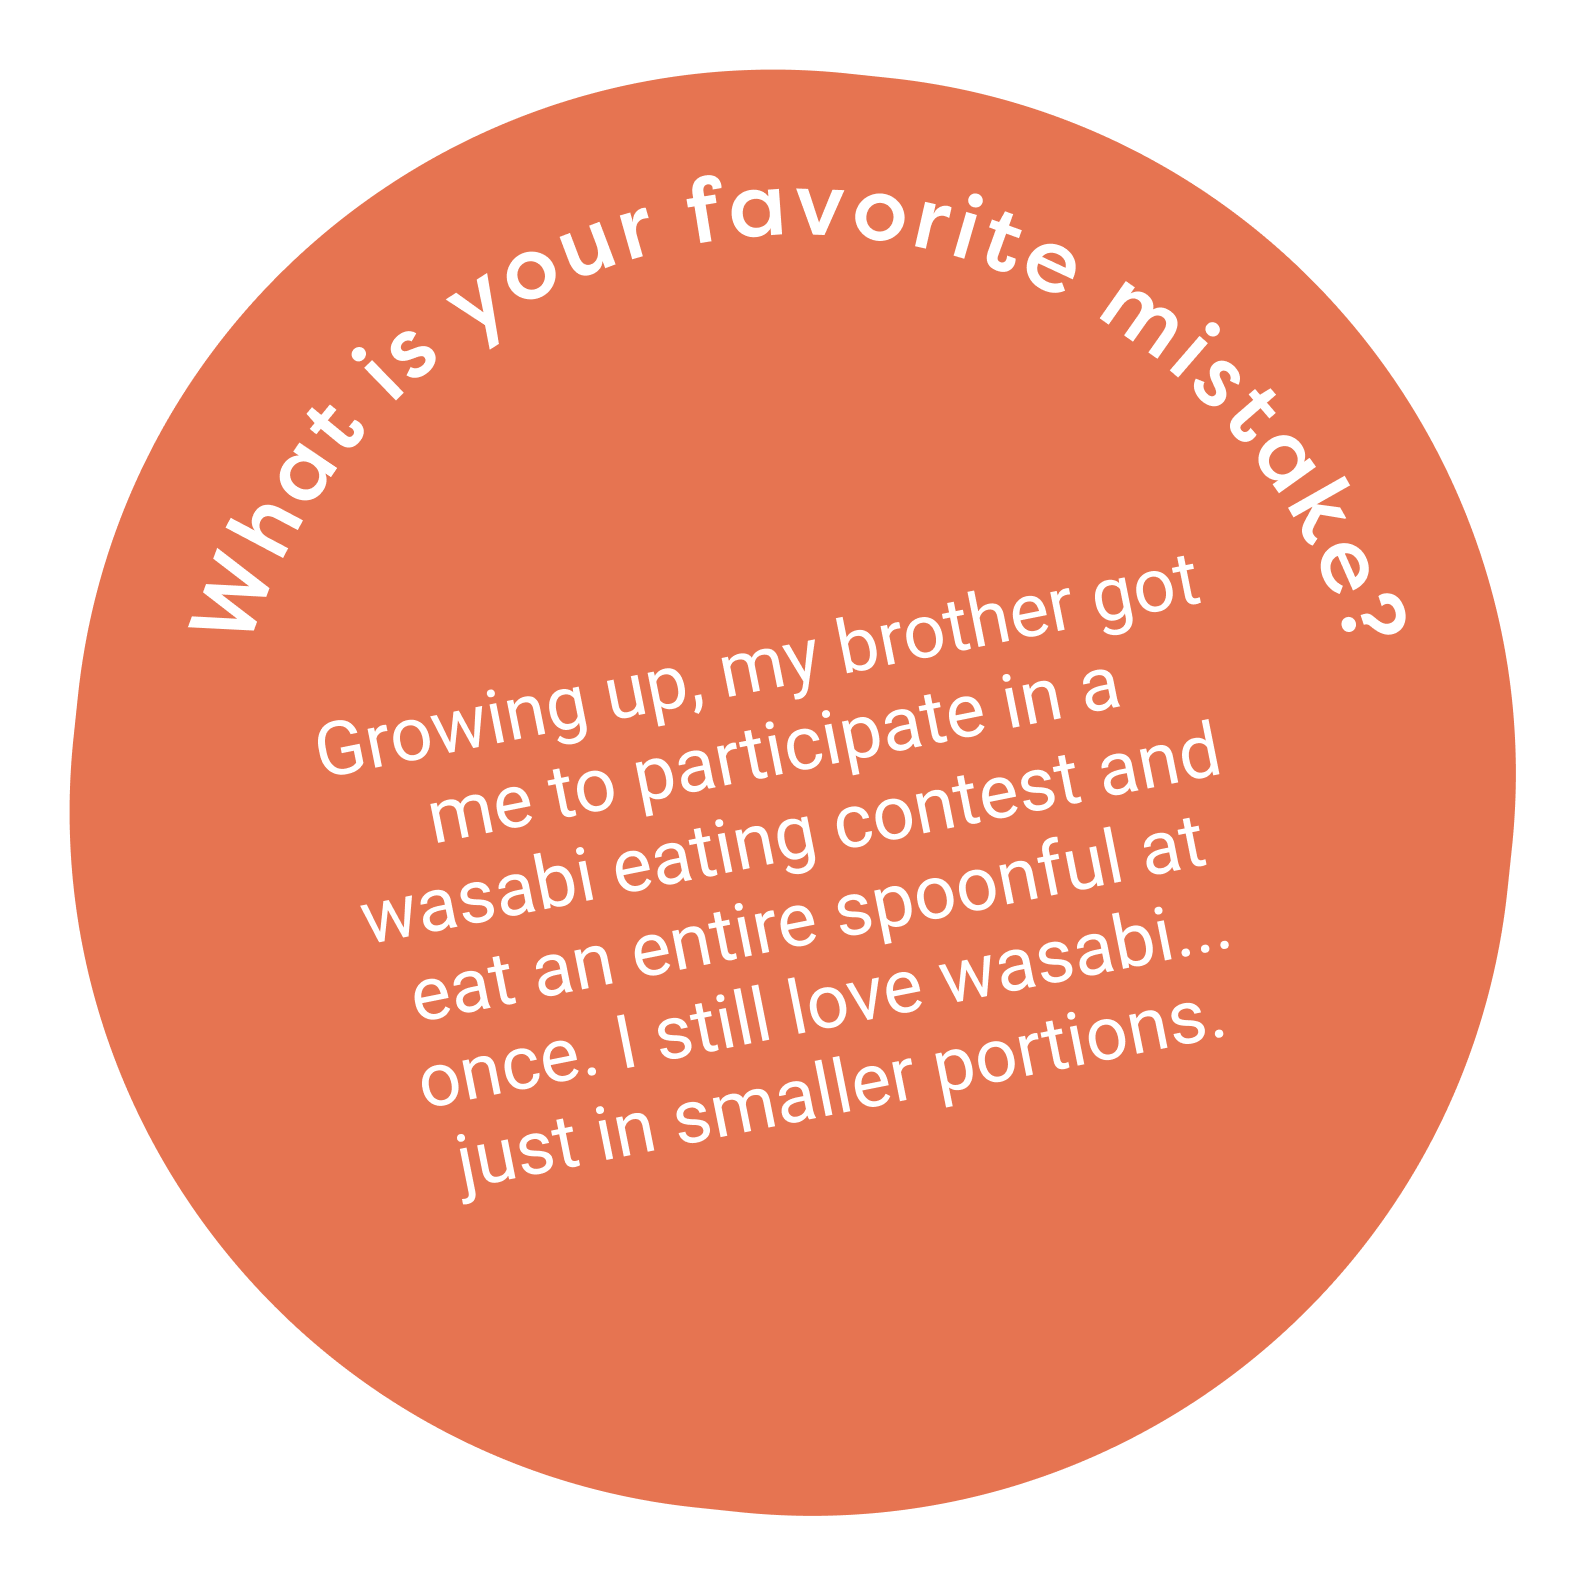 What is your favorite mistake?
Growing up, my brother got
me to participate in a
wasabi eating contest and
eat an entire spoonful at
once. I still love wasabi...
just in smaller portions.